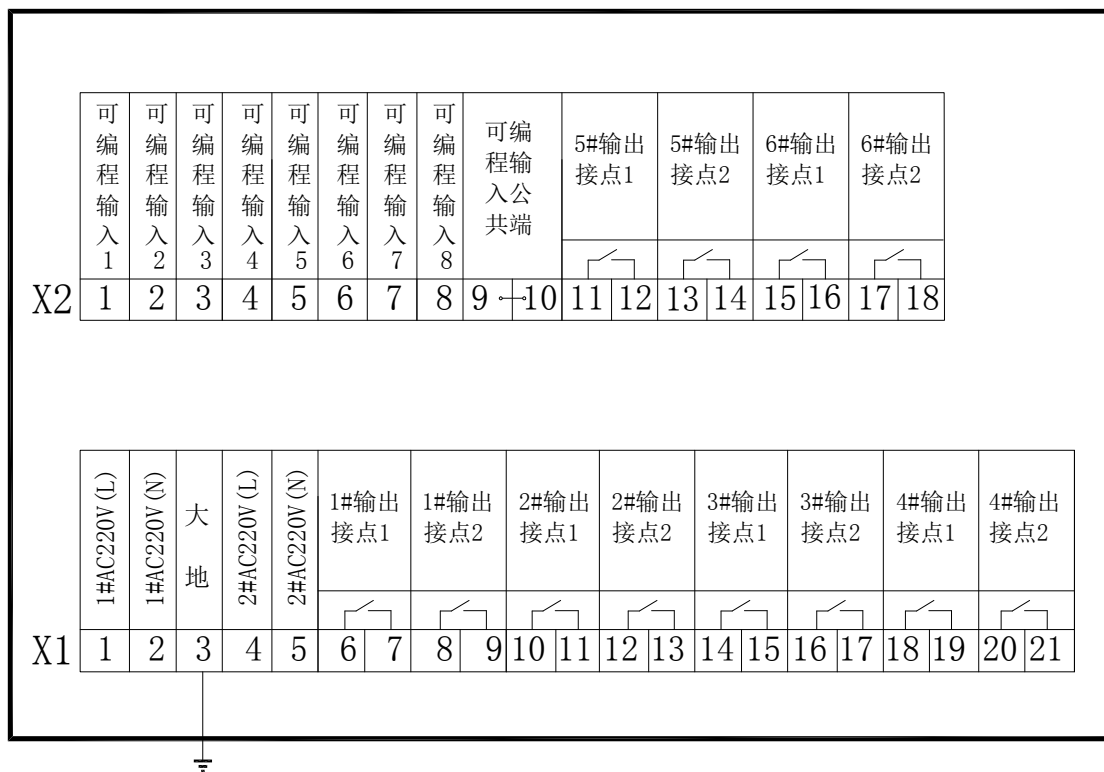 可编程输入1
可编程输入2
可编程输入3
可编程输入4
可编程输入5
可编程输入6
可编程输入7
可编程输入8
可编
程输
入公
共端
5#输出
接点1
5#输出
接点2
6#输出
接点1
6#输出
接点2
X2 1 2 3 4 5 6 7 8 9 10 11 12 13 14 15 16 17 18
1#AC220V(L)
1#AC220V(N)
大地
2#AC220V(L)
2#AC220V(N)
1#输出
接点1
1#输出
接点2
2#输出
接点1
2#输出
接点2
3#输出
接点1
3#输出
接点2
4#输出
接点1
4#输出
接点2
X1 1 2 3 4 5 6 7 8 9 10 11 12 13 14 15 16 17 18 19 20 21